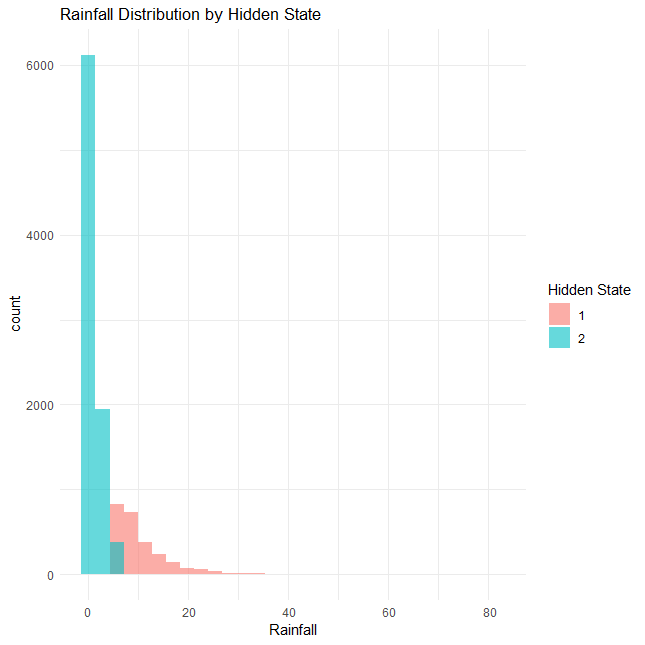 Rainfall Distribution by Hidden State
6000
4000
2000
0
count
0 20 40 60 80
Rainfall
Hidden State
1
2